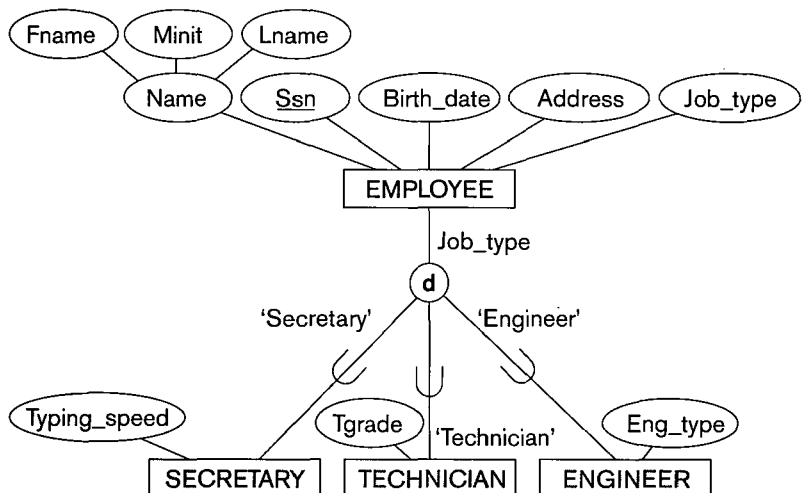 Fname Minit Lname
Name Ssn Birth_date Address Job_type
EMPLOYEE
Job_type
d
'Secretary' 'Engineer'
Typing_speed Tgrade 'Technician' Eng_type
SECRETARY TECHNICIAN ENGINEER